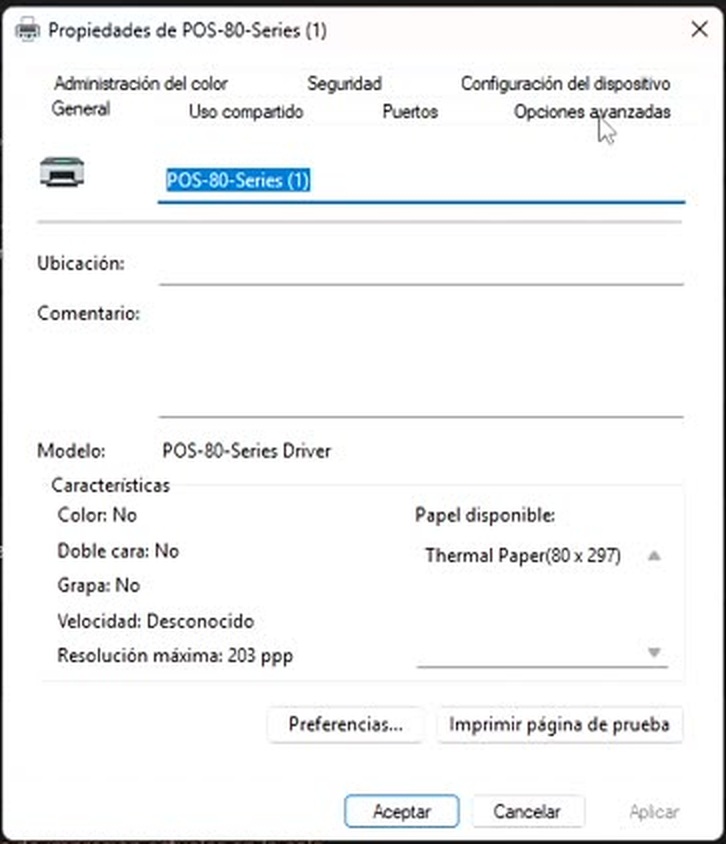 Propiedades de POS-80-Series (1)
Administración del color Seguridad Configuración del dispositivo
General Uso compartido Puertos Opciones avanzadas
POS-80-Series (1)
Ubicación:
Comentario:
Modelo: POS-80-Series Driver
Características
Color: No Papel disponible:
Doble cara: No Thermal Paper(80 x 297)
Grapa: No
Velocidad: Desconocido
Resolución máxima: 203 ppp
Preferencias... Imprimir página de prueba
Aceptar Cancelar Aplicar